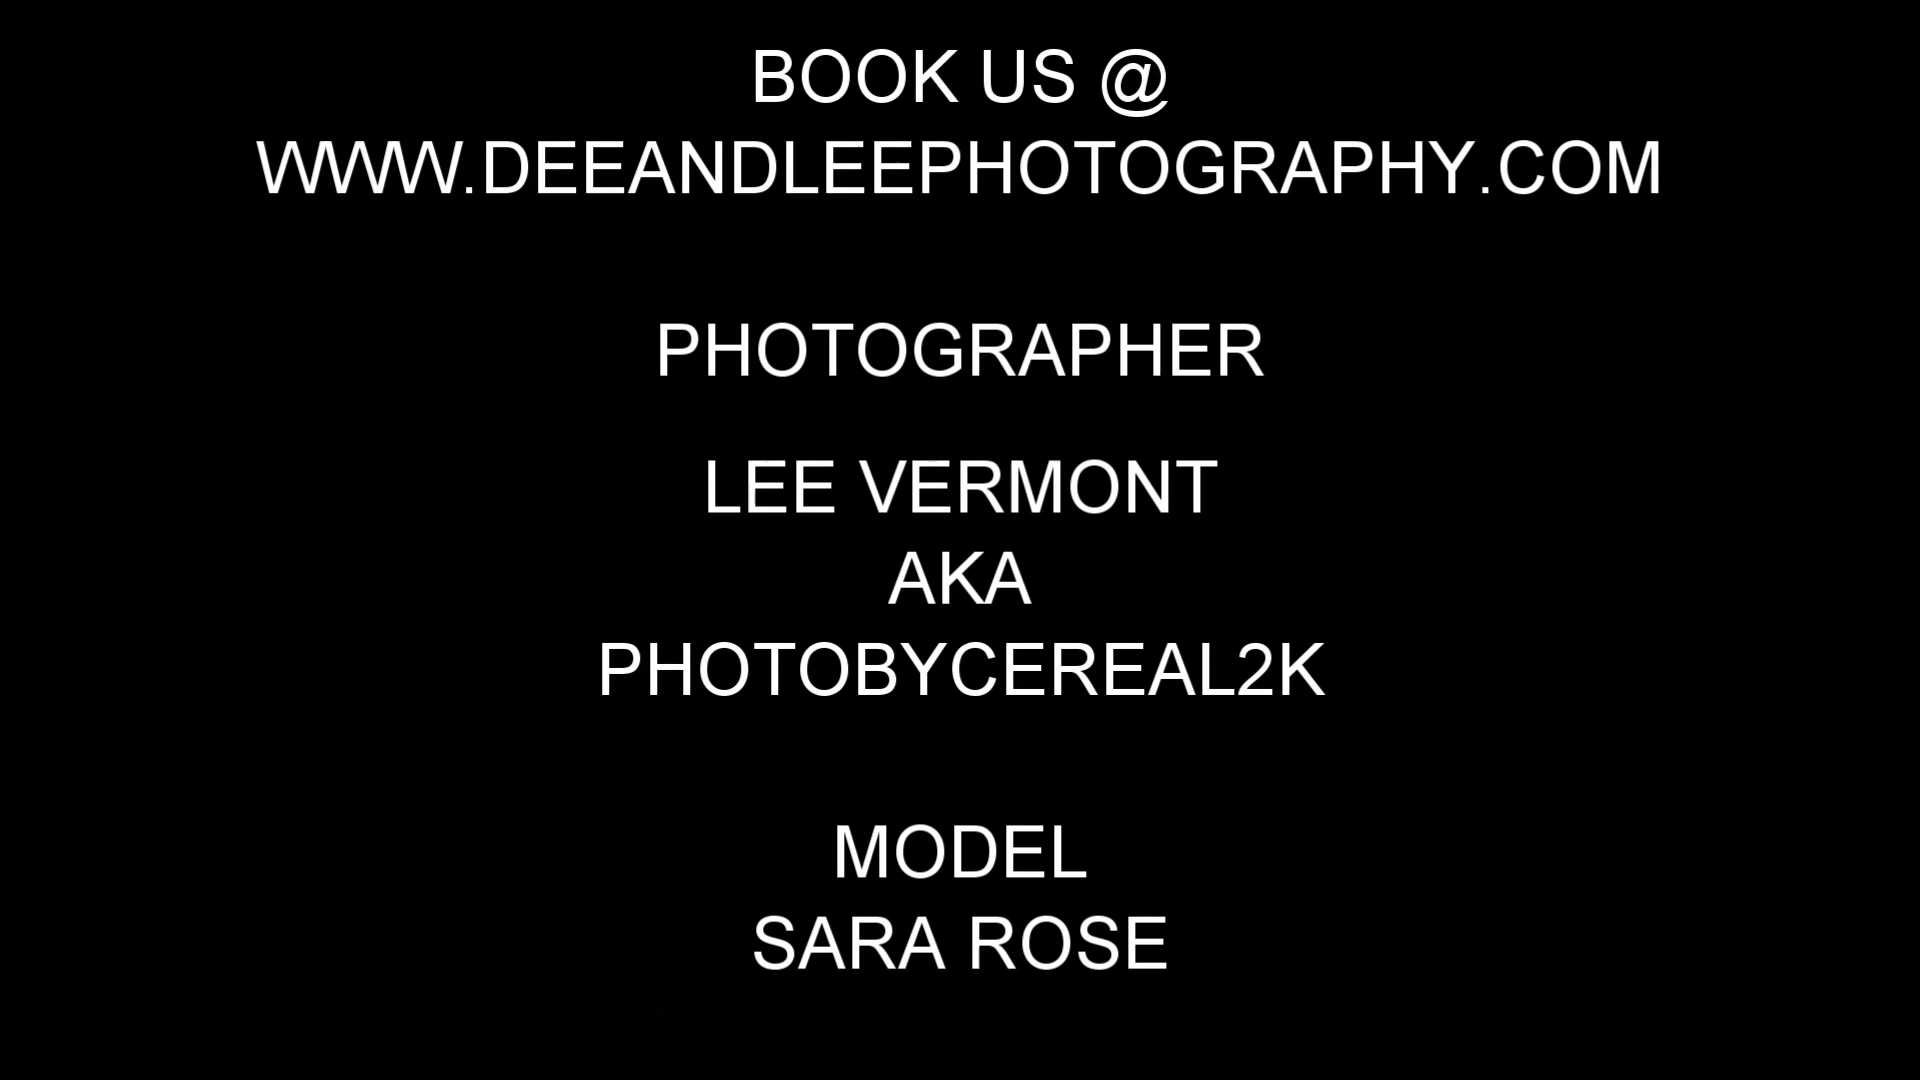 BOOK US @
WWW.DEEANDLEEPHOTOGRAPHY.COM
PHOTOGRAPHER
LEE VERMONT
AKA
PHOTOBYCEREAL2K
MODEL
SARA ROSE